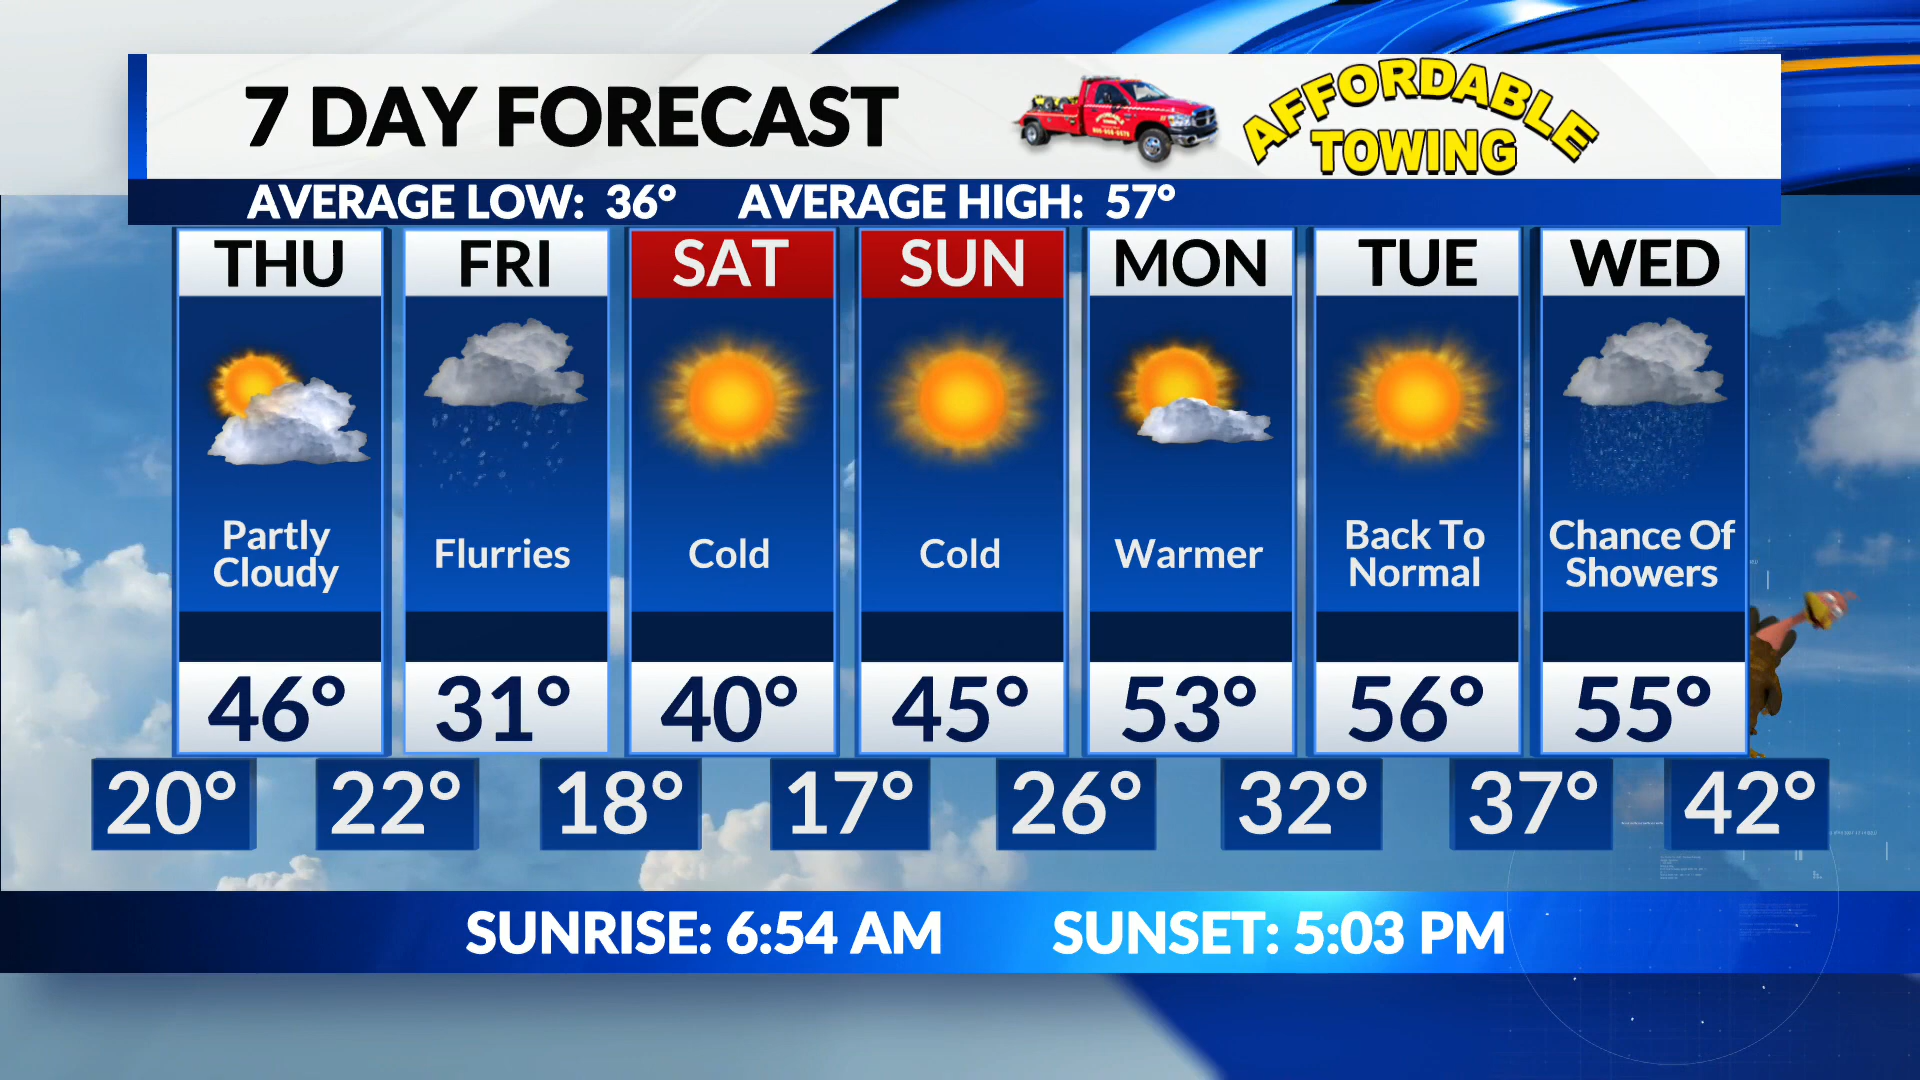 7 DAY FORECAST
AFFORDABLE
TOWING
AVERAGE LOW: 36° AVERAGE HIGH: 57°
THU FRI SAT SUN MON TUE WED
Partly
Cloudy
Flurries
Cold
Cold
Warmer
Back To
Normal
Chance Of
Showers
46° 31° 40° 45° 53° 56° 55°
20° 22° 18° 17° 26° 32° 37° 42°
SUNRISE: 6:54 AM SUNSET: 5:03 PM